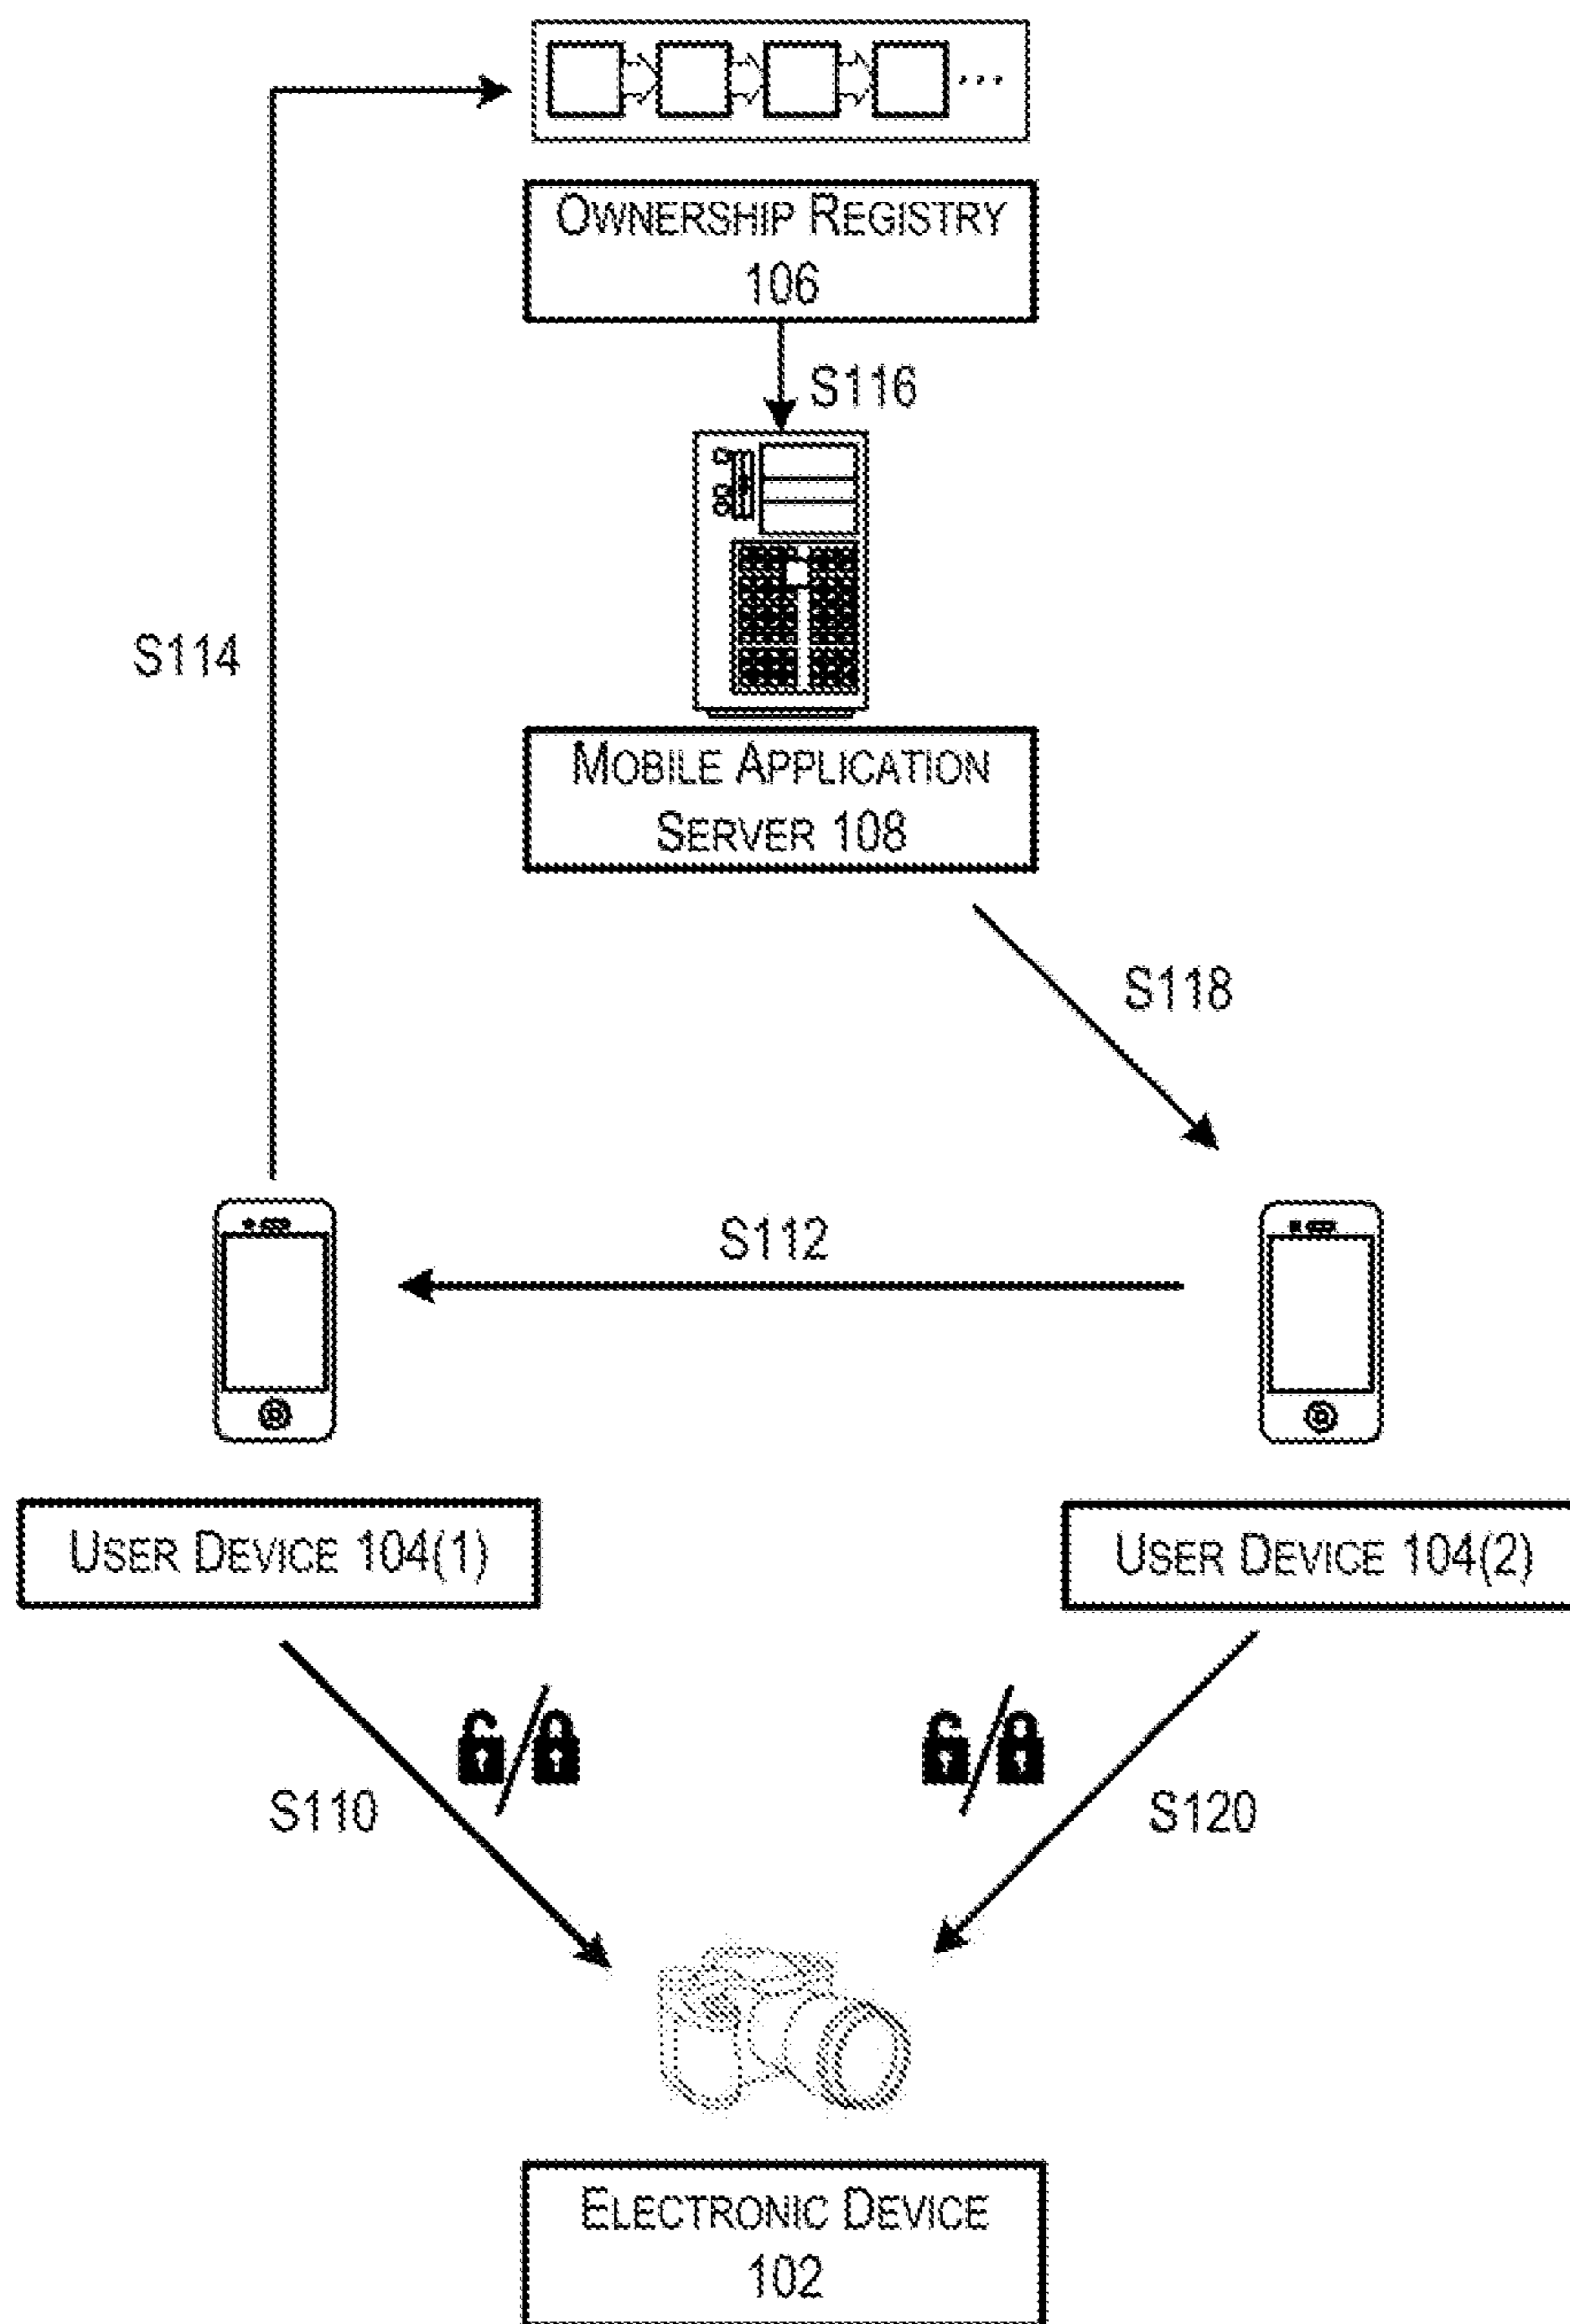 ...
OWNERSHIP REGISTRY
106
S116
S114
MOBILE APPLICATION
SERVER 108
S118
S112
USER DEVICE 104(1)
USER DEVICE 104(2)
S110
S120
ELECTRONIC DEVICE
102